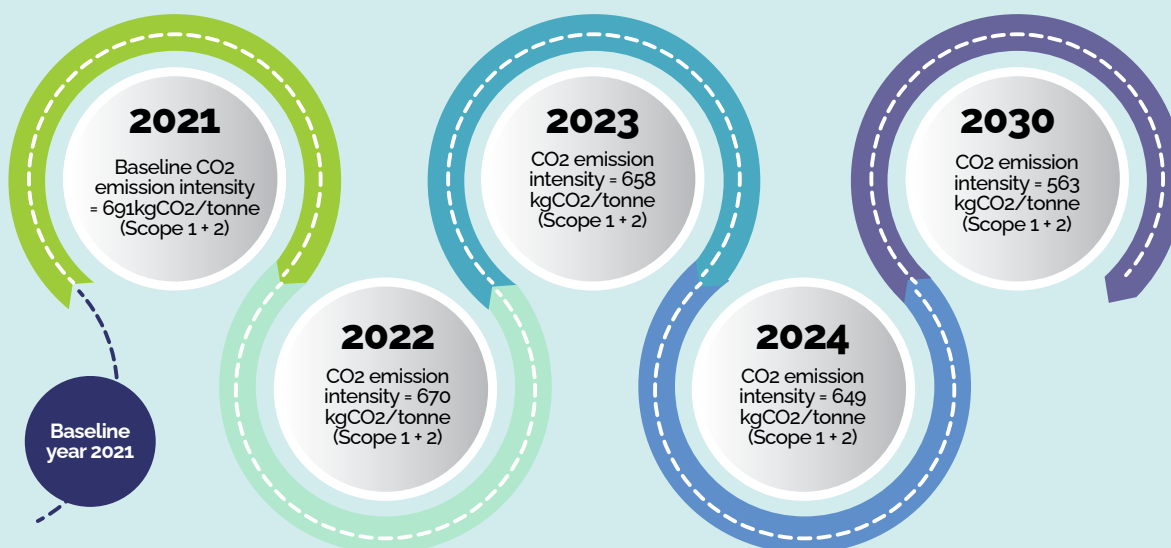 2021
Baseline CO2
emission intensity
= 691kgCO2/tonne
(Scope 1 + 2)
2023
CO2 emission
intensity = 658
kgCO2/tonne
(Scope 1 + 2)
2030
CO2 emission
intensity = 563
kgCO2/tonne
(Scope 1 + 2)
Baseline
year 2021
2022
CO2 emission
intensity = 670
kgCO2/tonne
(Scope 1 + 2)
2024
CO2 emission
intensity = 649
kgCO2/tonne
(Scope 1 + 2)